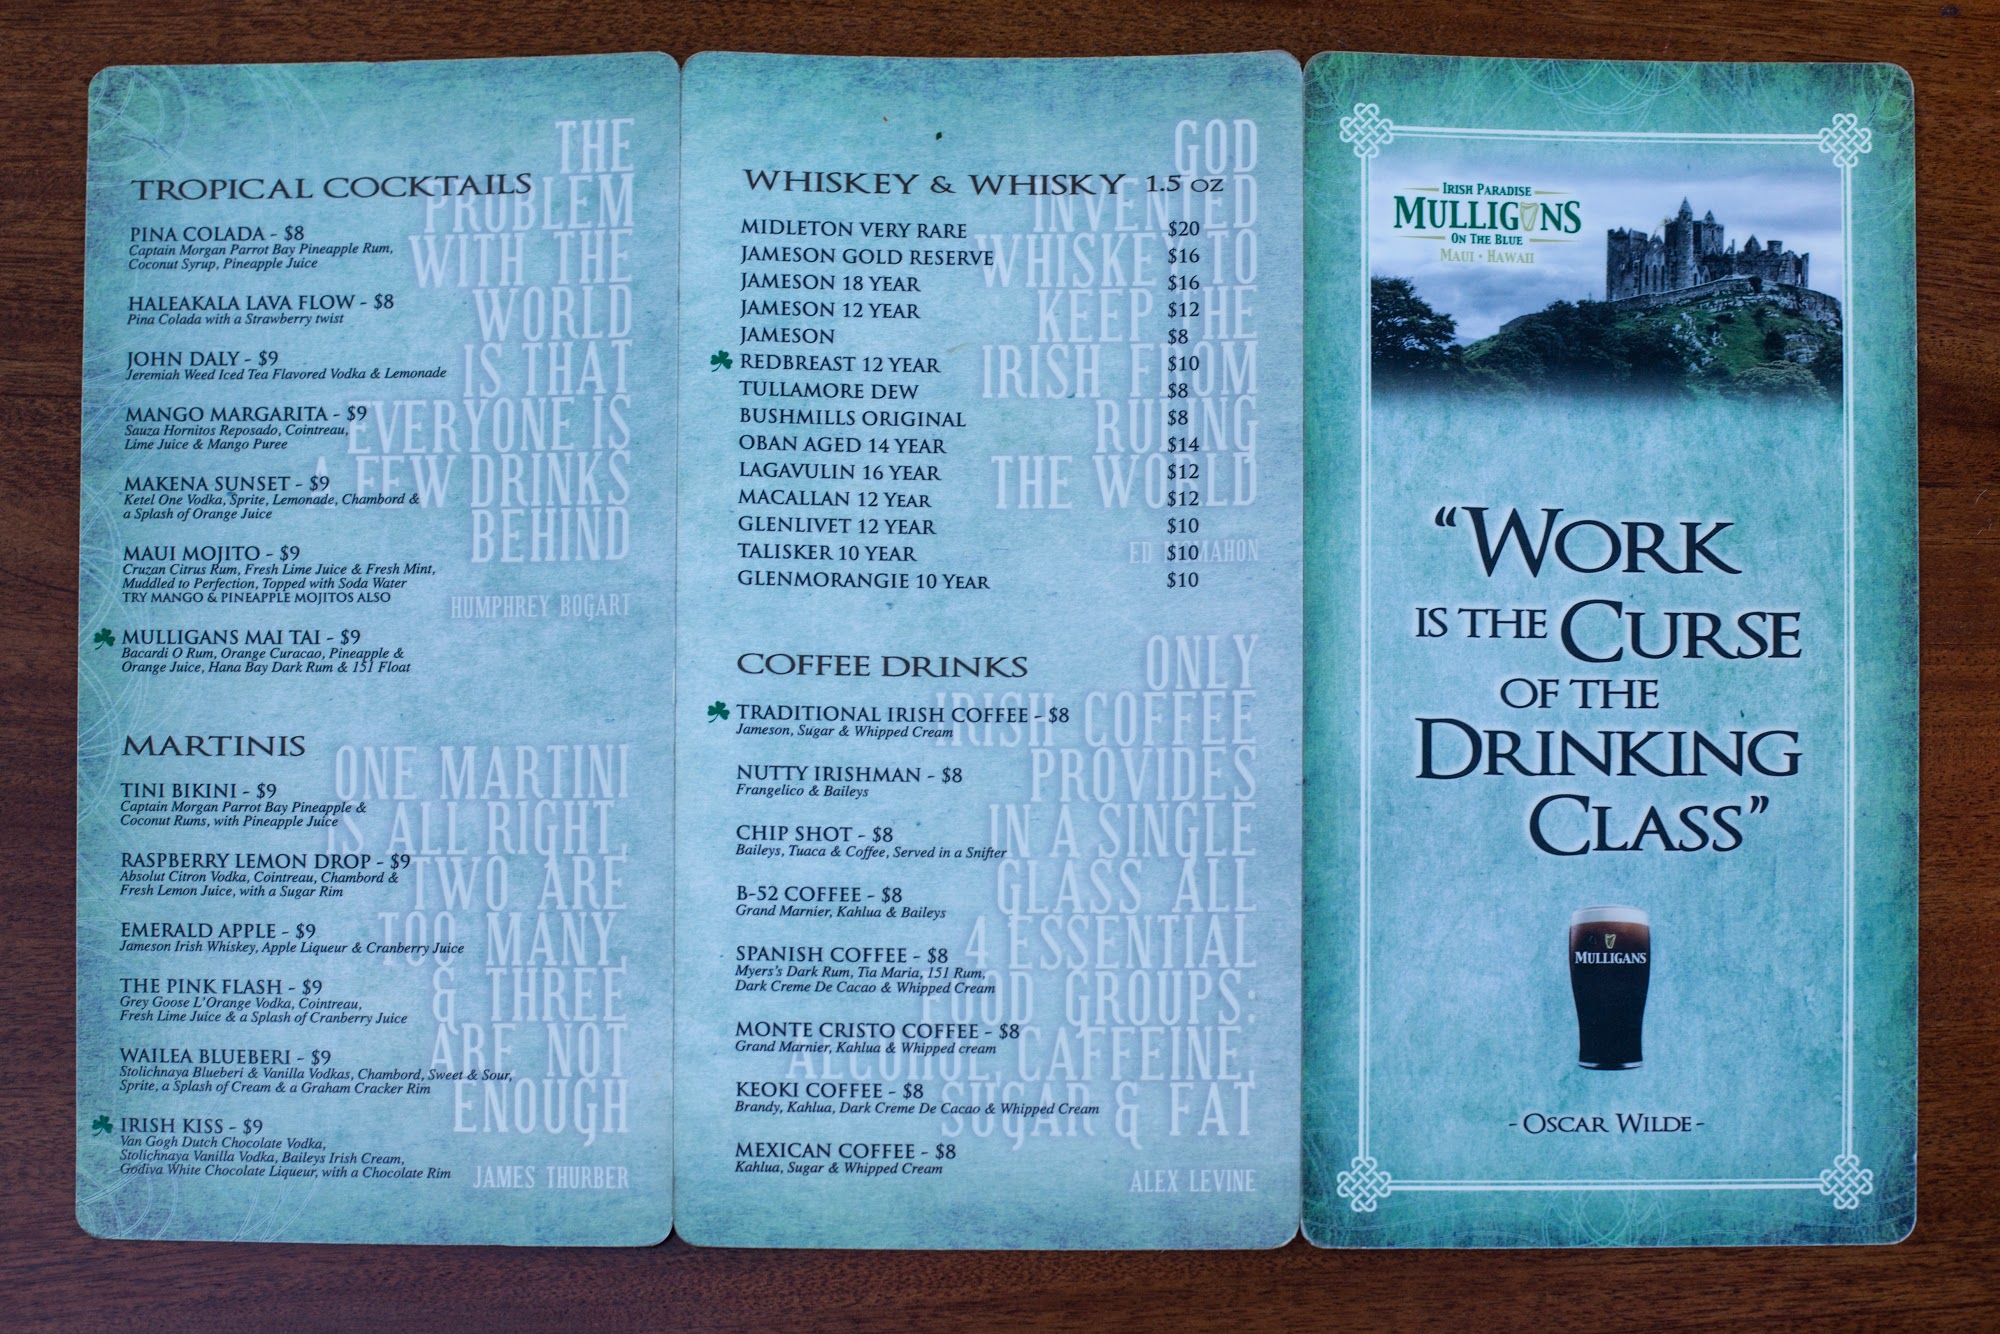 TROPICAL COCKTAILS
PINA COLADA - $8
Captain Morgan Parrot Bay Pineapple Rum,
Coconut Syrup, Pineapple Juice
HALEAKALA LAVA FLOW - $8
Pina Colada with a Strawberry twist
JOHN DALY - $9
Jeremiah Weed Iced Tea Flavored Vodka & Lemonade
MANGO MARGARITA - $9
Sauza Hornitos Reposado, Cointreau,
Lime Juice & Mango Puree
MAKENA SUNSET - $9
Ketel One Vodka, Sprite, Lemonade, Chambord &
a Splash of Orange Juice
MAUI MOJITO - $9
Cruzan Citrus Rum, Fresh Lime Juice & Fresh Mint,
Muddled to Perfection, Topped with Soda Water
TRY MANGO & PINEAPPLE MOJITOS ALSO
MULLIGANS MAI TAI - $9
Bacardi O Rum, Orange Curacao, Pineapple &
Orange Juice, Hana Bay Dark Rum & 151 Float
THE
PROBLEM
WITH THE
WORLD
IS THAT
EVERYONE IS
A FEW DRINKS
BEHIND
HUMPHREY BOGART
MARTINIS
TINI BIKINI - $9
Captain Morgan Parrot Bay Pineapple &
Coconut Rums, with Pineapple Juice
RASPBERRY LEMON DROP - $9
Absolut Citron Vodka, Cointreau, Chambord &
Fresh Lemon Juice, with a Sugar Rim
EMERALD APPLE - $9
Jameson Irish Whiskey, Apple Liqueur & Cranberry Juice
THE PINK FLASH - $9
Grey Goose L'Orange Vodka, Cointreau,
Fresh Lime Juice & a Splash of Cranberry Juice
WAILEA BLUEBERI - $9
Stolichnaya Blueberi & Vanilla Vodkas, Chambord, Sweet & Sour,
Sprite, a Splash of Cream & a Graham Cracker Rim
IRISH KISS - $9
Van Gogh Dutch Chocolate Vodka,
Stolichnaya Vanilla Vodka, Baileys Irish Cream,
Godiva White Chocolate Liqueur, with a Chocolate Rim
ONE MARTINI
IS ALL RIGHT,
TWO ARE
TOO MANY,
& THREE
ARE NOT
ENOUGH
JAMES THURBER
WHISKEY & WHISKY 1.5 OZ
MIDLETON VERY RARE $20
JAMESON GOLD RESERVE $16
JAMESON 18 YEAR $16
JAMESON 12 YEAR $12
JAMESON $8
REDBREAST 12 YEAR $10
TULLAMORE DEW $8
BUSHMILLS ORIGINAL $8
OBAN AGED 14 YEAR $14
LAGAVULIN 16 YEAR $12
MACALLAN 12 YEAR $12
GLENLIVET 12 YEAR $10
TALISKER 10 YEAR $10
GLENMORANGIE 10 YEAR $10
GOD
INVENTED
WHISKEY TO
KEEP THE
IRISH FROM
RULING
THE WORLD
ED MCMAHON
COFFEE DRINKS
TRADITIONAL IRISH COFFEE - $8
Jameson, Sugar & Whipped Cream
NUTTY IRISHMAN - $8
Frangelico & Baileys
CHIP SHOT - $8
Baileys, Tuaca & Coffee, Served in a Snifter
B-52 COFFEE - $8
Grand Marnier, Kahlua & Baileys
SPANISH COFFEE - $8
Myers's Dark Rum, Tia Maria, 151 Rum,
Dark Creme De Cacao & Whipped Cream
MONTE CRISTO COFFEE - $8
Grand Marnier, Kahlua & Whipped cream
KEOKI COFFEE - $8
Brandy, Kahlua, Dark Creme De Cacao & Whipped Cream
MEXICAN COFFEE - $8
Kahlua, Sugar & Whipped Cream
ONLY
IRISH COFFEE
PROVIDES
IN A SINGLE
GLASS ALL
4 ESSENTIAL
FOOD GROUPS:
ALCOHOL, CAFFEINE,
SUGAR & FAT
ALEX LEVINE
IRISH PARADISE
MULLIGANS
ON THE BLUE
MAUI · HAWAII
"WORK
IS THE CURSE
OF THE
DRINKING
CLASS"
MULLIGANS
- OSCAR WILDE -